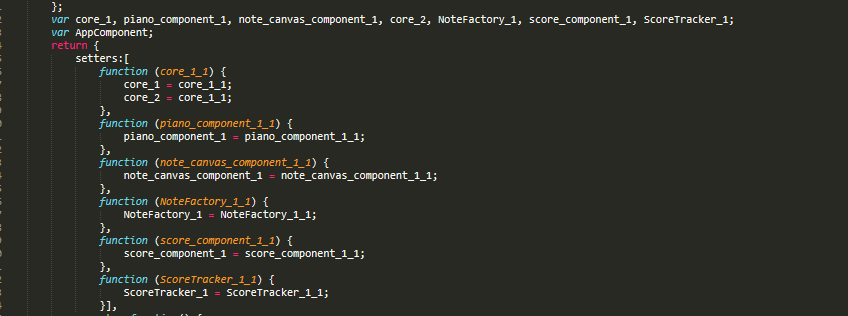 };
var core_1, piano_component_1, note_canvas_component_1, core_2, NoteFactory_1, score_component_1, ScoreTracker_1;
var AppComponent;
return {
setters:[
function (core_1_1) {
core_1 = core_1_1;
core_2 = core_1_1;
},
function (piano_component_1_1) {
piano_component_1 = piano_component_1_1;
},
function (note_canvas_component_1_1) {
note_canvas_component_1 = note_canvas_component_1_1;
},
function (NoteFactory_1_1) {
NoteFactory_1 = NoteFactory_1_1;
},
function (score_component_1_1) {
score_component_1 = score_component_1_1;
},
function (ScoreTracker_1_1) {
ScoreTracker_1 = ScoreTracker_1_1;
}],